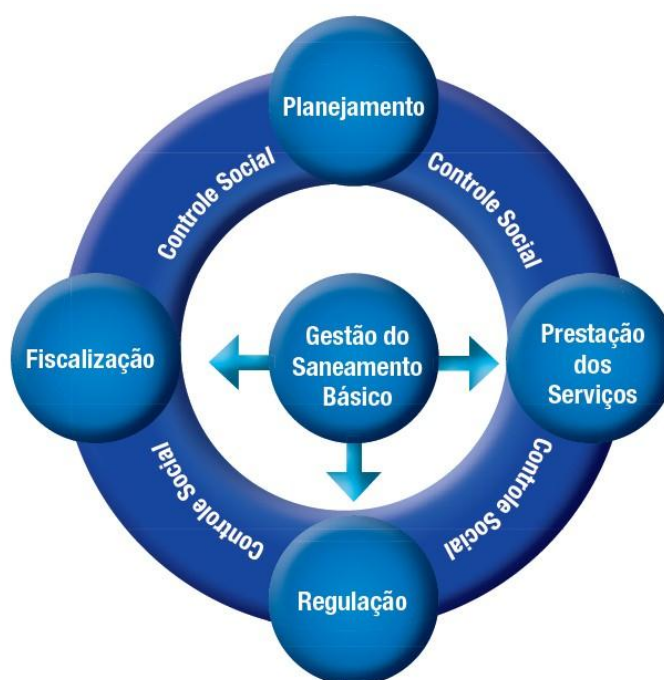 Planejamento
Controle Social
Controle Social
Fiscalização
Gestão do
Saneamento
Básico
Prestação
dos
Serviços
Controle Social
Controle Social
Regulação